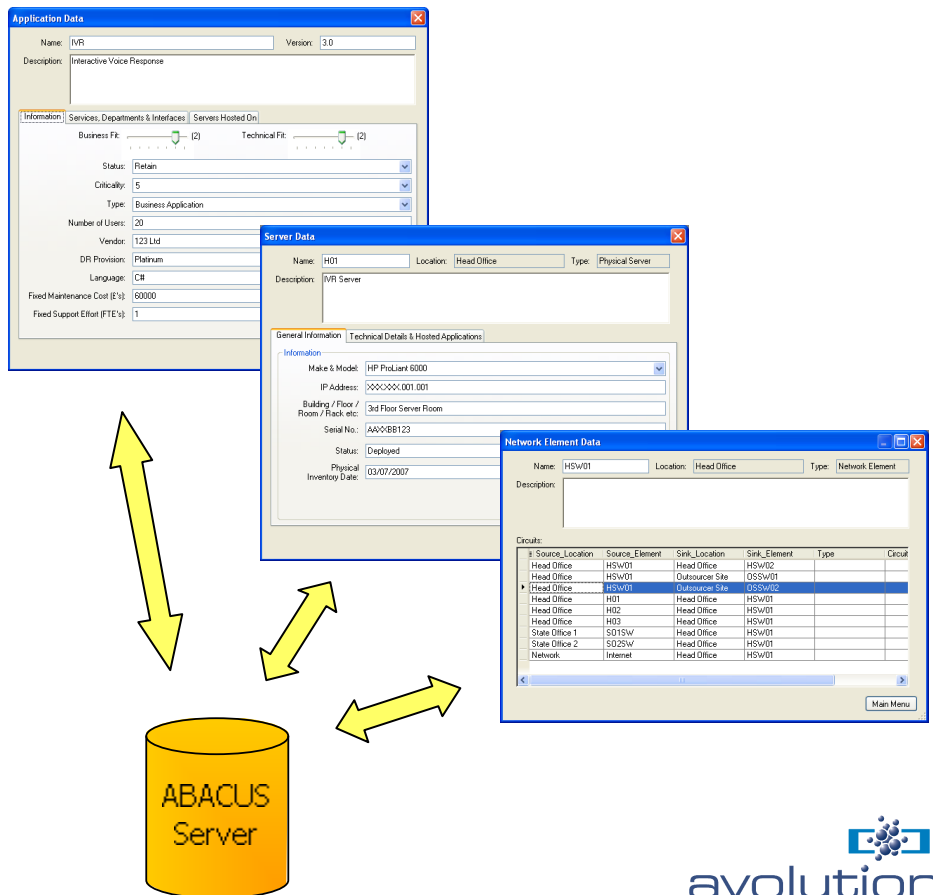 Application Data
Name: IVR Version: 3.0
Description: Interactive Voice Response
Information Services, Departments & Interfaces Servers Hosted On
Business Fit: (2) Technical Fit: (2)
Status: Retain
Criticality: 5
Type: Business Application
Number of Users: 20
Vendor: 123 Ltd
DR Provision: Platinum
Language: C#
Fixed Maintenance Cost (£'s): 60000
Fixed Support Effort (FTE's): 1
Server Data
Name: H01 Location: Head Office Type: Physical Server
Description: IVR Server
General Information Technical Details & Hosted Applications
Information
Make & Model: HP ProLiant 6000
IP Address: XXX.XXX.001.001
Building / Floor /
Room / Rack etc: 3rd Floor Server Room
Serial No.: AAXXBB123
Status: Deployed
Physical
Inventory Date: 03/07/2007
Network Element Data
Name: HSW01 Location: Head Office Type: Network Element
Description:
Circuits:
Source_Location Source_Element Sink_Location Sink_Element Type Circuit
Head Office HSW01 Head Office HSW02
Head Office HSW01 Outsourcer Site OSSW01
Head Office HSW01 Outsourcer Site OSSW02
Head Office H01 Head Office HSW01
Head Office H02 Head Office HSW01
Head Office H03 Head Office HSW01
State Office 1 SO1SW Head Office HSW01
State Office 2 SO2SW Head Office HSW01
Network Internet Head Office HSW01
Main Menu
ABACUS
Server
avolution